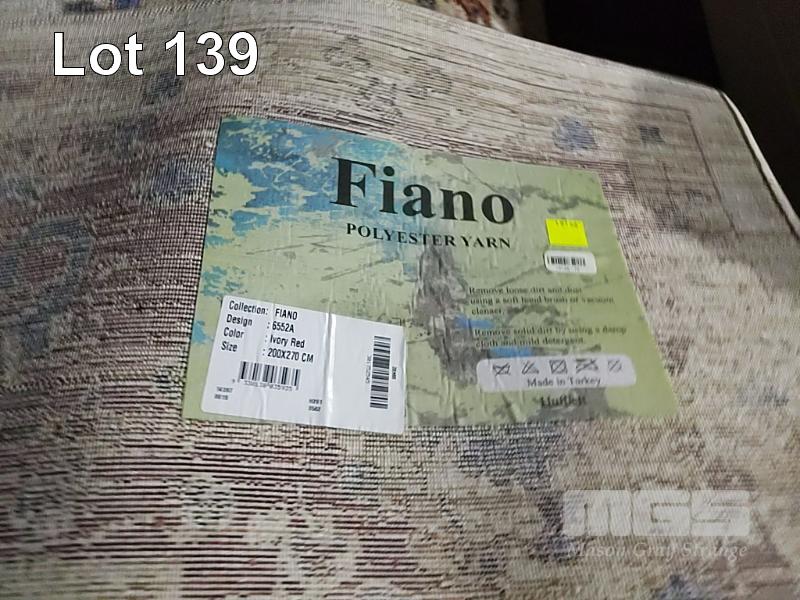 Lot 139
Fiano
POLYESTER YARN
Remove loose dirt and dust
using a soft hand brush or vacuum
cleaner.
Remove solid dirt by using a damp
cloth and mild detergent.
Made in Turkey
Collection: FIANO
Design : 6552A
Color : Ivory Red
Size : 200X270 CM
MGS
Mason Gray Strange